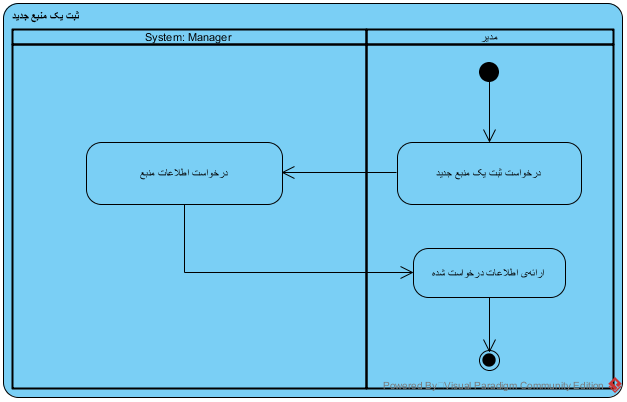 ثبت یک منبع جدید
System: Manager
مدیر
درخواست ثبت یک منبع جدید
درخواست اطلاعات منبع
ارائه‌ی اطلاعات درخواست شده
Powered By Visual Paradigm Community Edition